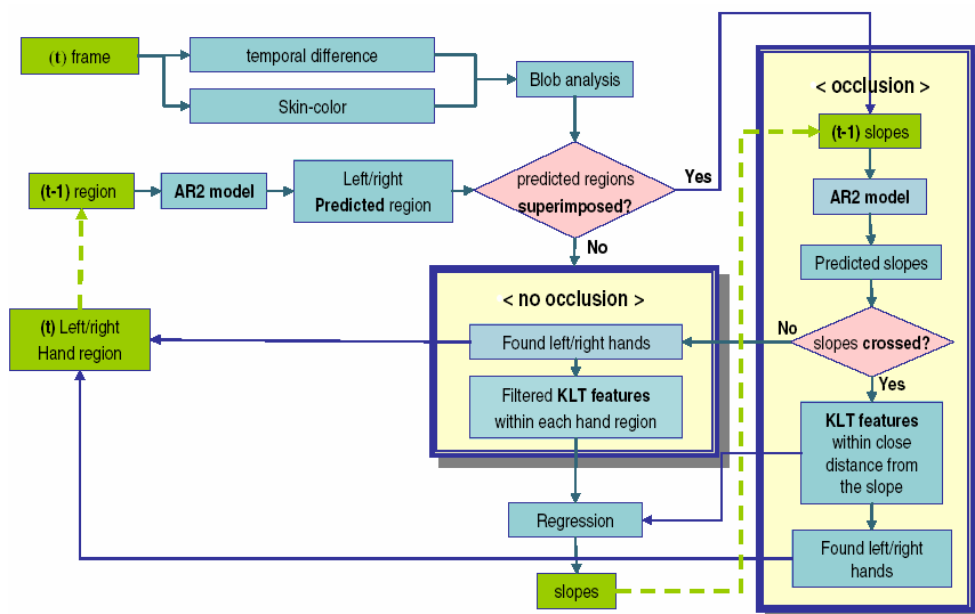 (t) frame
temporal difference
Skin-color
Blob analysis
(t-1) region
AR2 model
Left/right
Predicted region
predicted regions
superimposed?
Yes
No
< no occlusion >
Found left/right hands
Filtered KLT features
within each hand region
(t) Left/right
Hand region
Regression
slopes
< occlusion >
(t-1) slopes
AR2 model
Predicted slopes
slopes crossed?
No
Yes
KLT features
within close
distance from
the slope
Found left/right
hands